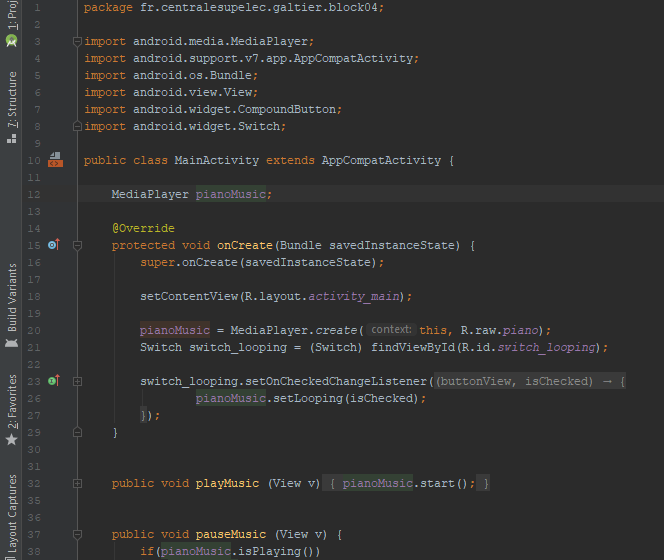 1: Proj
7: Structure
Build Variants
2: Favorites
Layout Captures
1 package fr.centralesupelec.galtier.block04;
2
3 import android.media.MediaPlayer;
4 import android.support.v7.app.AppCompatActivity;
5 import android.os.Bundle;
6 import android.view.View;
7 import android.widget.CompoundButton;
8 import android.widget.Switch;
9
10 public class MainActivity extends AppCompatActivity {
11
12 MediaPlayer pianoMusic;
13
14 @Override
15 protected void onCreate(Bundle savedInstanceState) {
16 super.onCreate(savedInstanceState);
17
18 setContentView(R.layout.activity_main);
19
20 pianoMusic = MediaPlayer.create( context: this, R.raw.piano);
21 Switch switch_looping = (Switch) findViewById(R.id.switch_looping);
22
23 switch_looping.setOnCheckedChangeListener((buttonView, isChecked) → {
26 pianoMusic.setLooping(isChecked);
27 });
29 }
30
31
32 public void playMusic (View v) { pianoMusic.start(); }
35
36
37 public void pauseMusic (View v) {
38 if(pianoMusic.isPlaying())